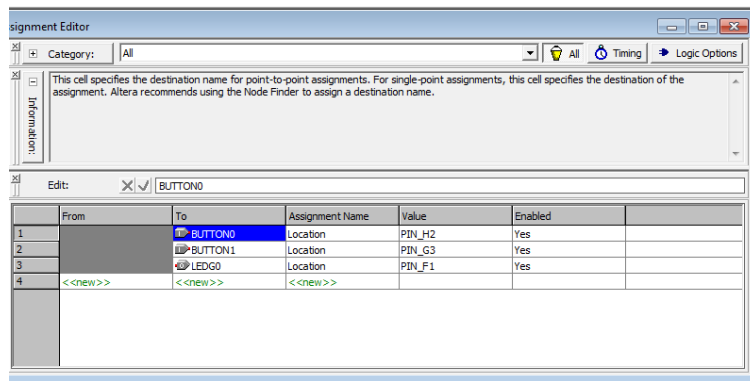 signment Editor
Category: All All Timing Logic Options
Information:
This cell specifies the destination name for point-to-point assignments. For single-point assignments, this cell specifies the destination of the
assignment. Altera recommends using the Node Finder to assign a destination name.
Edit: BUTTON0
From To Assignment Name Value Enabled
1 BUTTON0 Location PIN_H2 Yes
2 BUTTON1 Location PIN_G3 Yes
3 LEDG0 Location PIN_F1 Yes
4 <<new>> <<new>> <<new>>